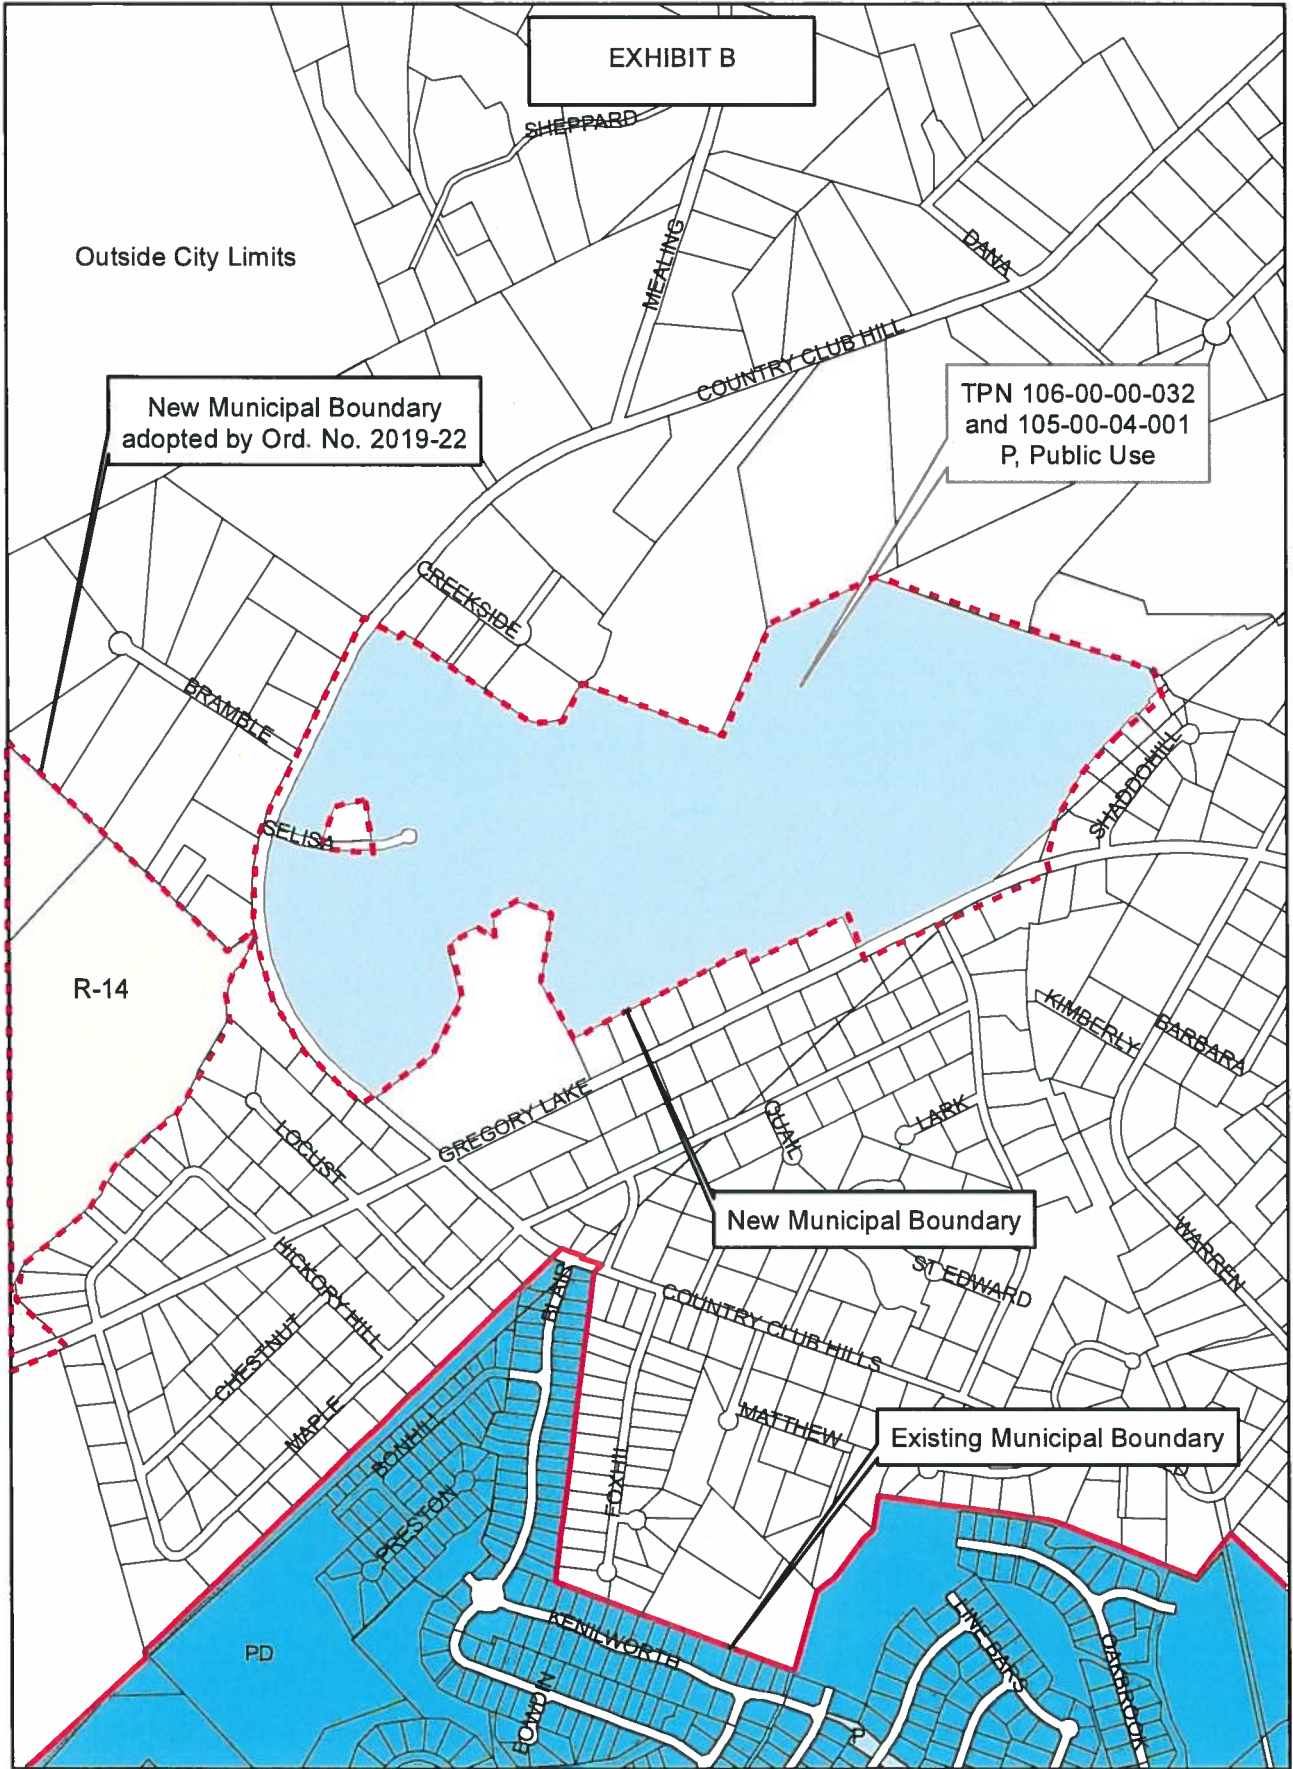 EXHIBIT B
SHEPPARD
Outside City Limits
MEALING
DANA
COUNTRY CLUB HILL
New Municipal Boundary
adopted by Ord. No. 2019-22
TPN 106-00-00-032
and 105-00-04-001
P, Public Use
CREEKSIDE
BRAMBLE
SHADDOHILL
SELISA
R-14
KIMBERLY
BARBARA
GREGORY LAKE
QUAIL
LARK
LOCUST
New Municipal Boundary
WARREN
HICKORY HILL
ST EDWARD
BLAIR
COUNTRY CLUB HILLS
CHESTNUT
MAPLE
MATTHEW
Existing Municipal Boundary
BONHILL
FOXHILL
PRESTON
KENILWORTH
PD
OAKBROOK
P